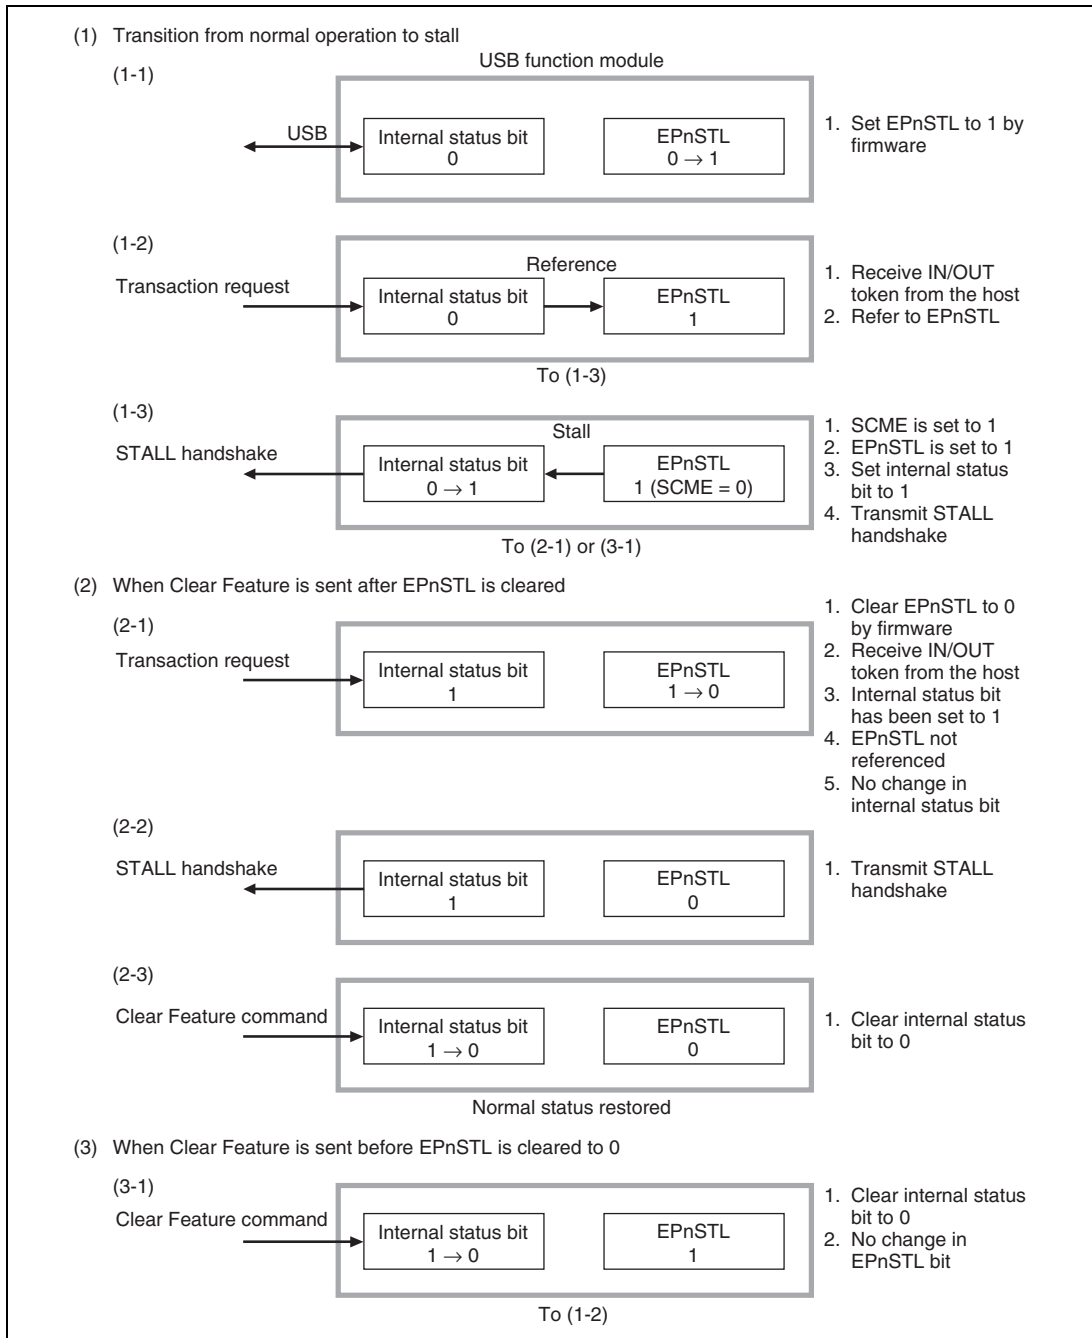 (1) Transition from normal operation to stall
(1-1)
USB function module
USB
Internal status bit
0
EPnSTL
0 → 1
1. Set EPnSTL to 1 by
firmware
(1-2)
Transaction request
Reference
Internal status bit
0
EPnSTL
1
1. Receive IN/OUT
token from the host
2. Refer to EPnSTL
To (1-3)
(1-3)
STALL handshake
Stall
Internal status bit
0 → 1
EPnSTL
1 (SCME = 0)
1. SCME is set to 1
2. EPnSTL is set to 1
3. Set internal status
bit to 1
4. Transmit STALL
handshake
To (2-1) or (3-1)
(2) When Clear Feature is sent after EPnSTL is cleared
(2-1)
Transaction request
Internal status bit
1
EPnSTL
1 → 0
1. Clear EPnSTL to 0
by firmware
2. Receive IN/OUT
token from the host
3. Internal status bit
has been set to 1
4. EPnSTL not
referenced
5. No change in
internal status bit
(2-2)
STALL handshake
Internal status bit
1
EPnSTL
0
1. Transmit STALL
handshake
(2-3)
Clear Feature command
Internal status bit
1 → 0
EPnSTL
0
1. Clear internal status
bit to 0
Normal status restored
(3) When Clear Feature is sent before EPnSTL is cleared to 0
(3-1)
Clear Feature command
Internal status bit
1 → 0
EPnSTL
1
1. Clear internal status
bit to 0
2. No change in
EPnSTL bit
To (1-2)